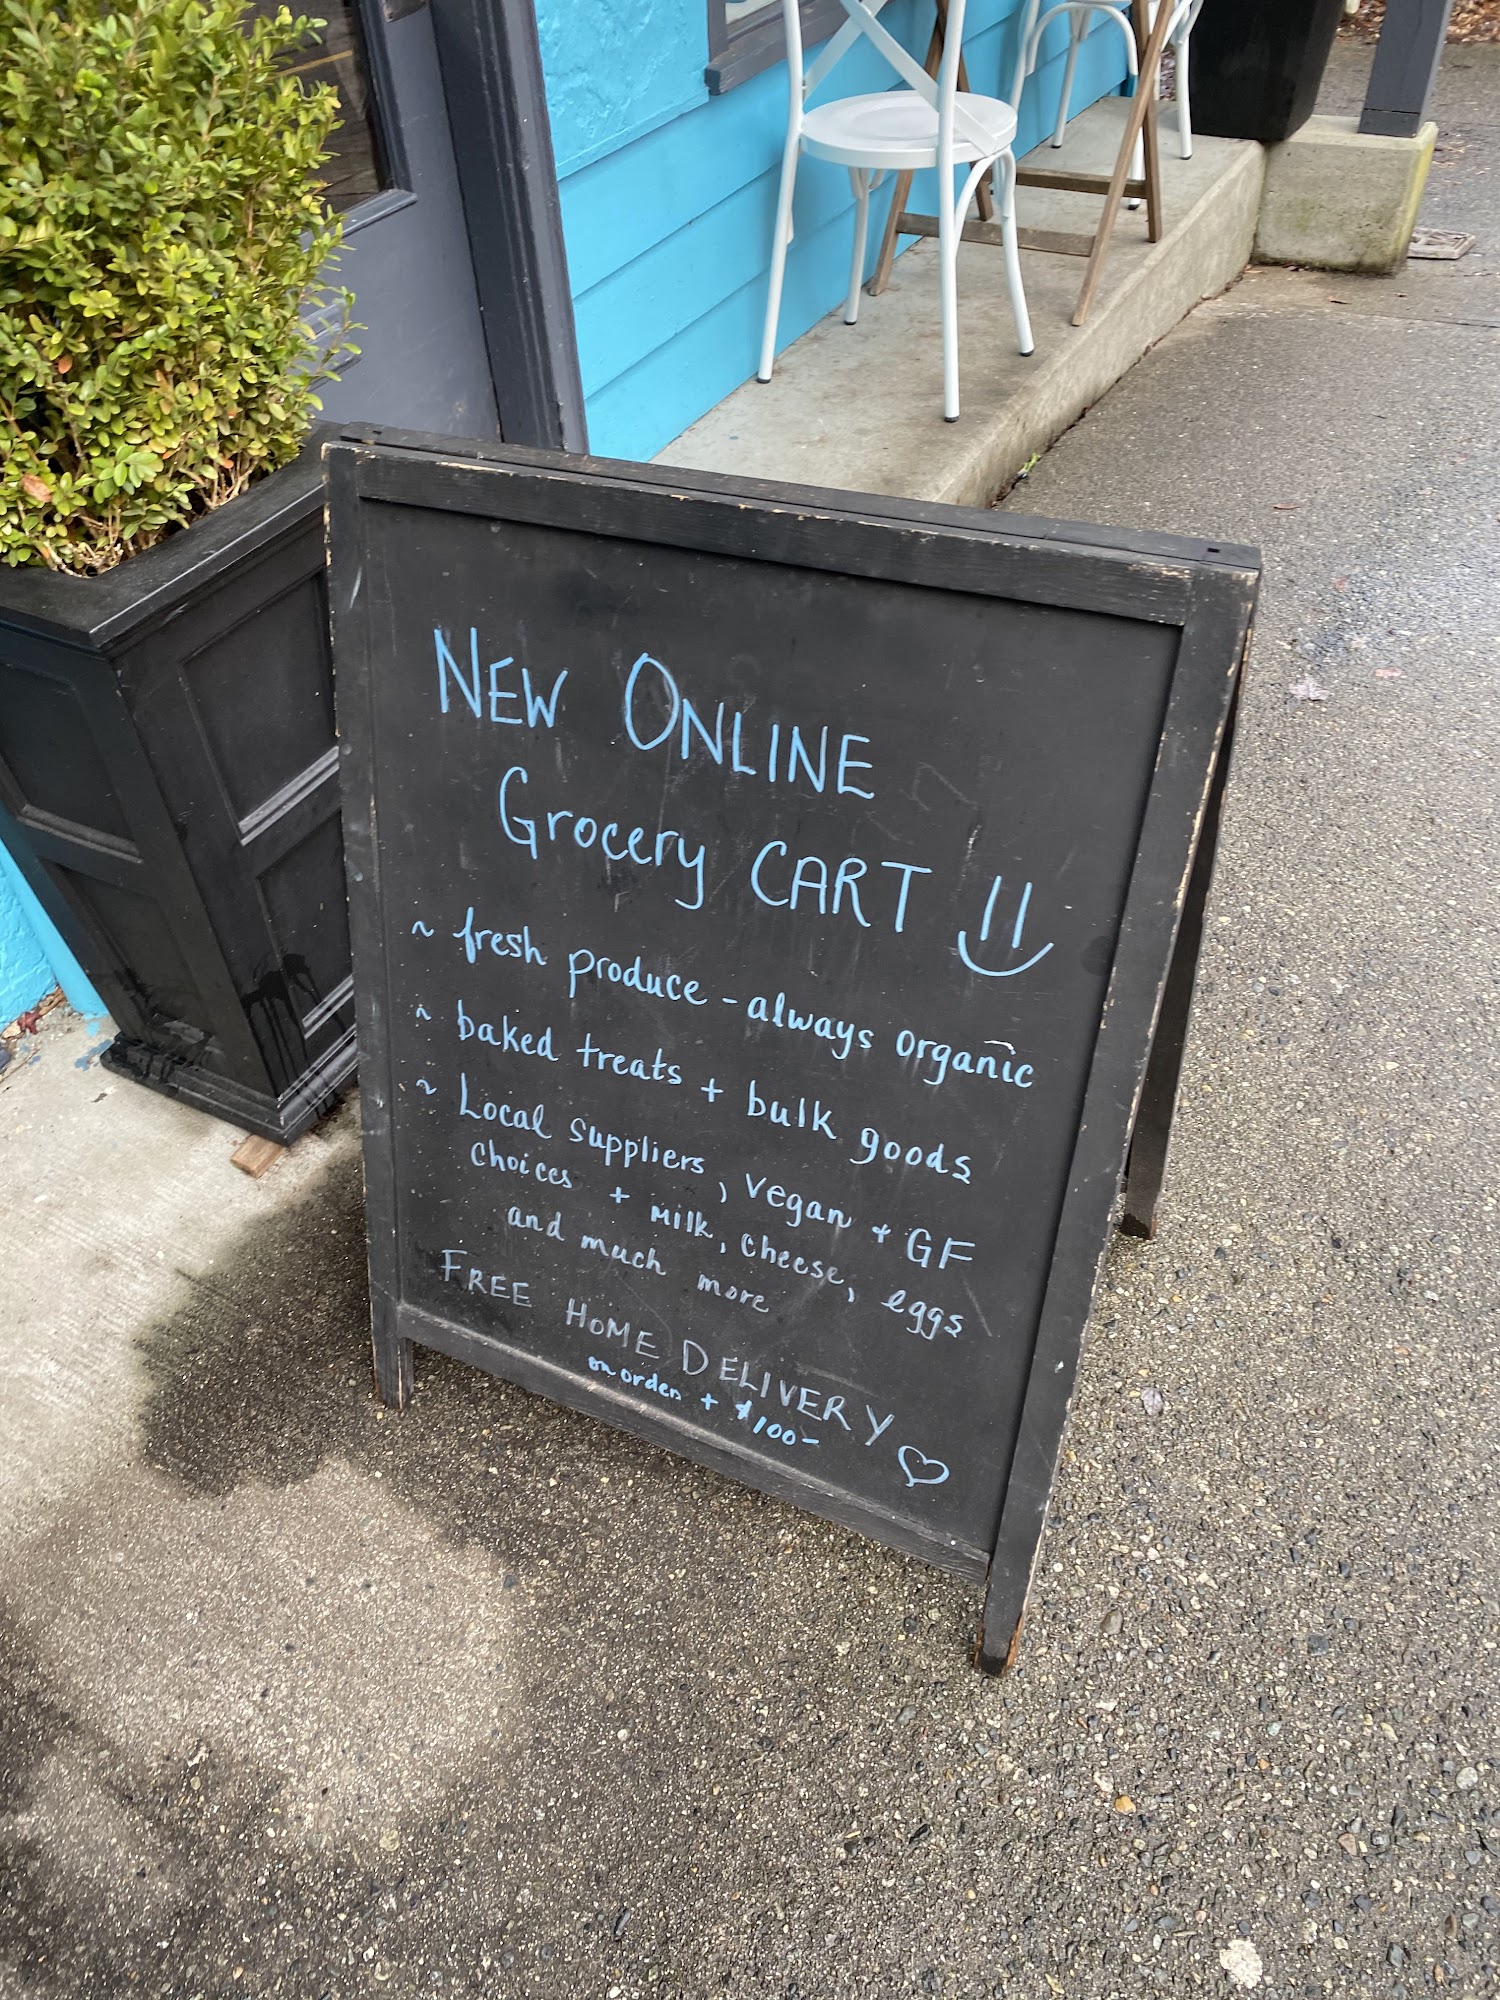 New Online
Grocery CART
~ fresh produce - always organic
~ baked treats + bulk goods
~ Local suppliers, vegan + GF
choices + milk, cheese, eggs
and much more
FREE HOME DELIVERY
on orders + $100-